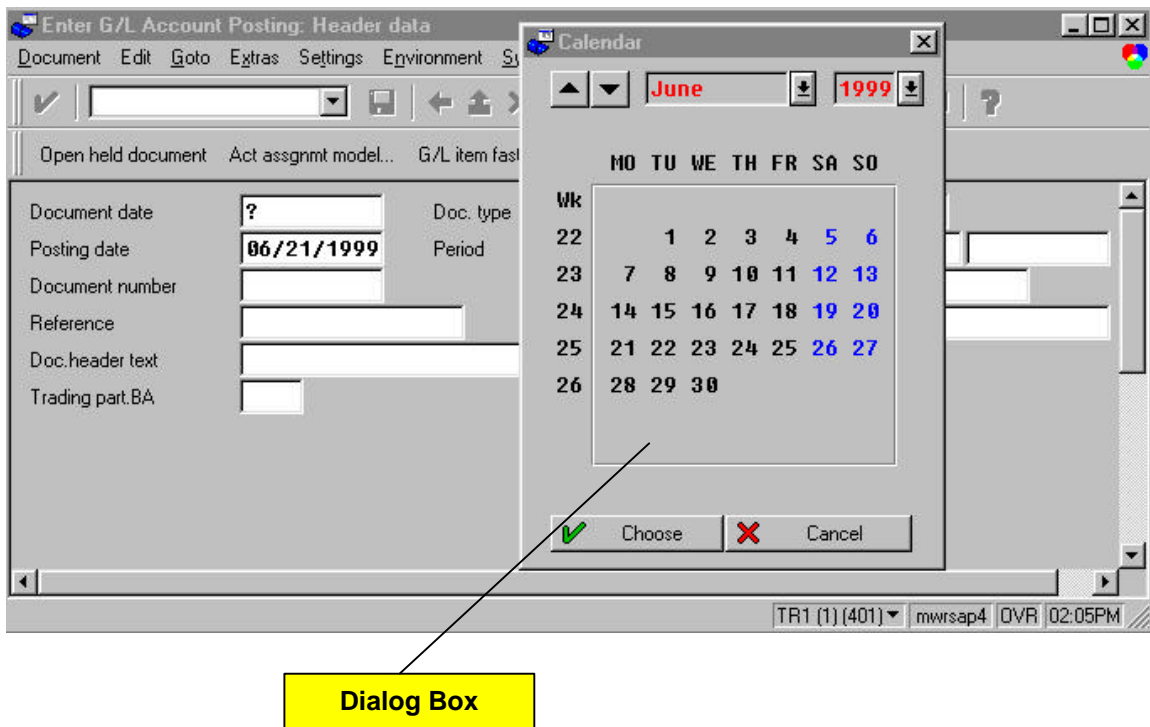 Enter G/L Account Posting: Header data
Document Edit Goto Extras Settings Environment
Open held document Act assgnmt model... G/L item
Document date ? Doc. type
Posting date 06/21/1999 Period
Document number
Reference
Doc.header text
Trading part.BA
Calendar
June 1999
MO TU WE TH FR SA SO
Wk
22 1 2 3 4 5 6
23 7 8 9 10 11 12 13
24 14 15 16 17 18 19 20
25 21 22 23 24 25 26 27
26 28 29 30
Choose Cancel
TR1 (1) (401) mwrsap4 OVR 02:05PM
Dialog Box